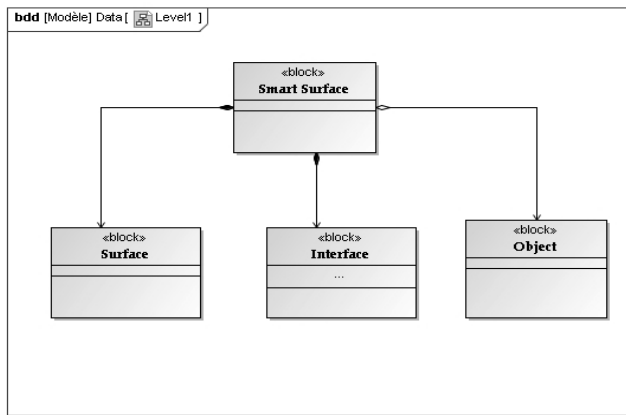 bdd [Modèle] Data [ Level1 ]
«block»
Smart Surface
«block»
Surface
«block»
Interface
...
«block»
Object